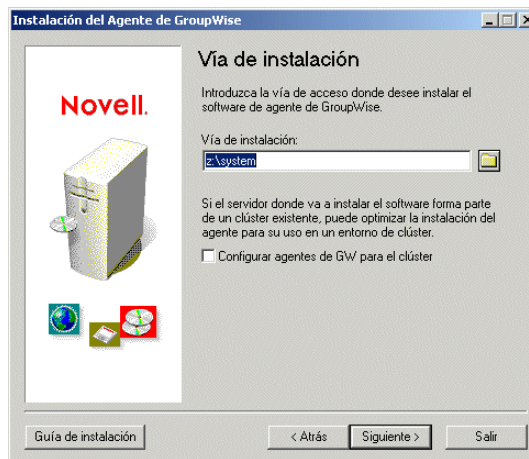 Instalación del Agente de GroupWise
Novell.
Vía de instalación
Introduzca la vía de acceso donde desee instalar el
software de agente de GroupWise.
Vía de instalación:
z:\system
Si el servidor donde va a instalar el software forma parte
de un clúster existente, puede optimizar la instalación del
agente para su uso en un entorno de clúster.
Configurar agentes de GW para el clúster
Guía de instalación
< Atrás
Siguiente >
Salir